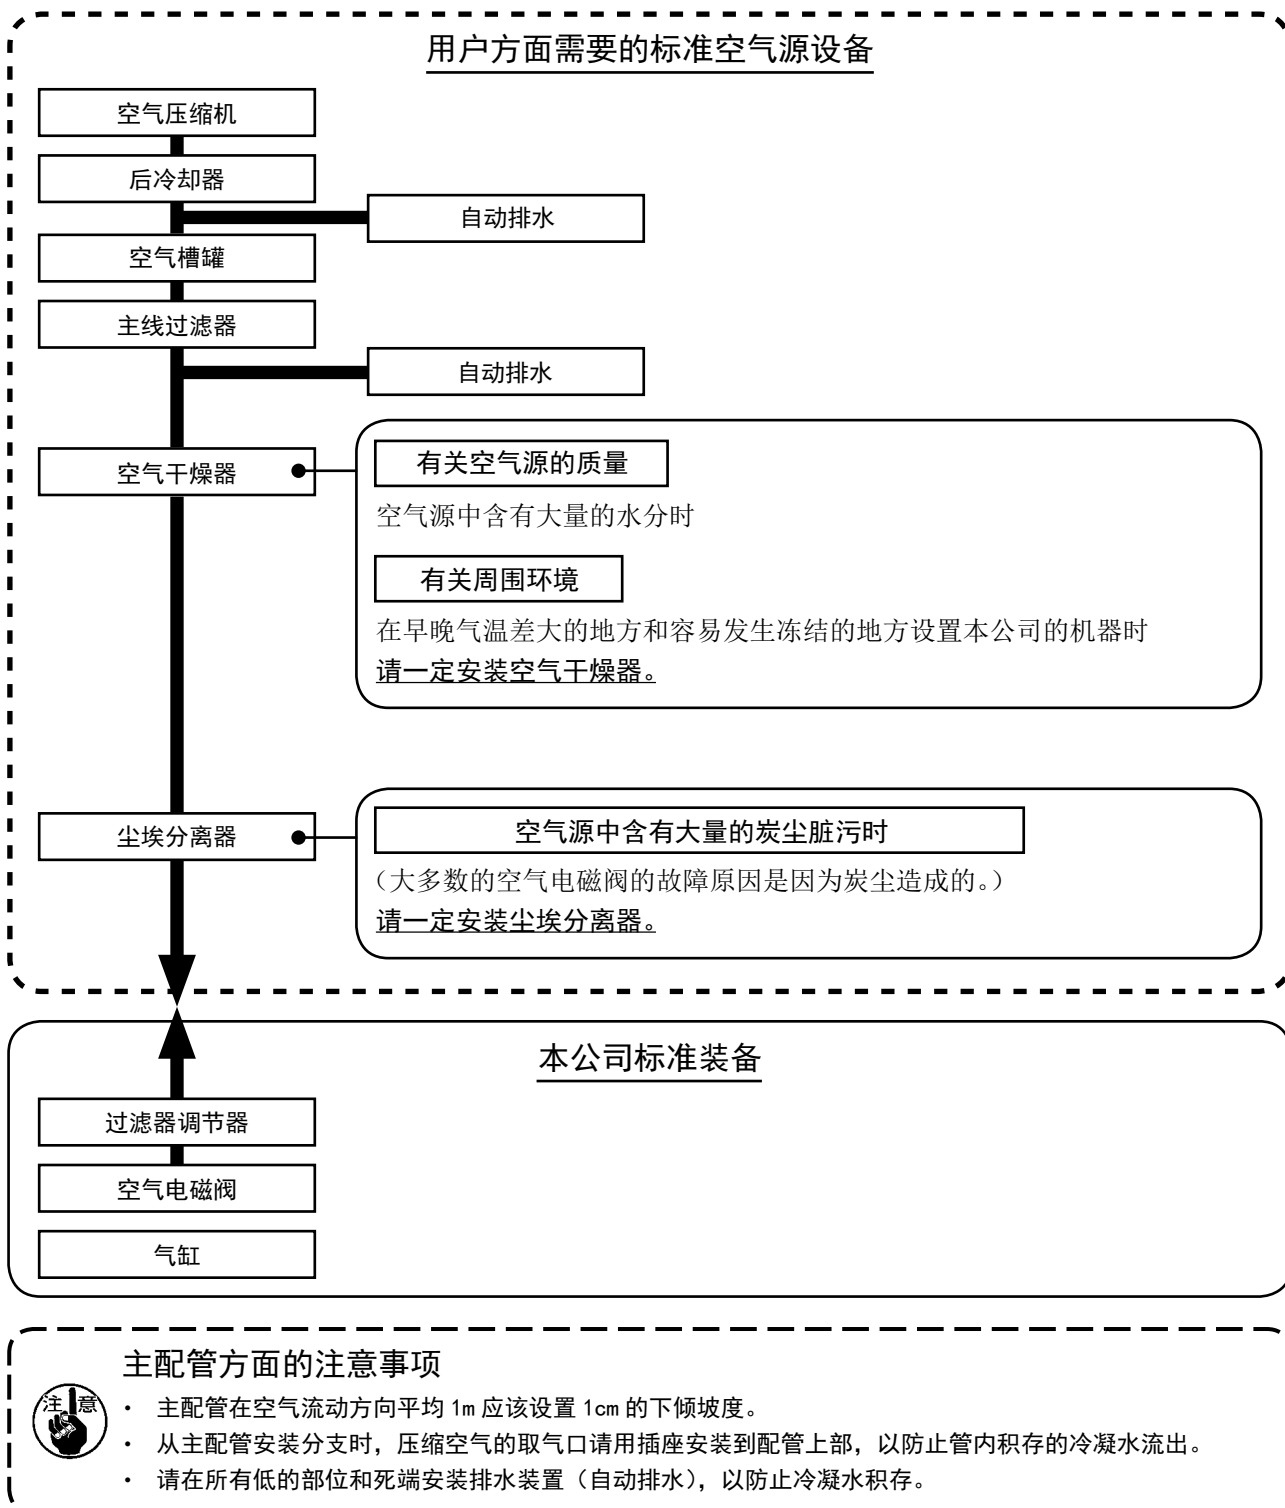 用户方面需要的标准空气源设备
空气压缩机
后冷却器
自动排水
空气槽罐
主线过滤器
自动排水
空气干燥器
有关空气源的质量
空气源中含有大量的水分时
有关周围环境
在早晚气温差大的地方和容易发生冻结的地方设置本公司的机器时
请一定安装空气干燥器。
尘埃分离器
空气源中含有大量的炭尘脏污时
（大多数的空气电磁阀的故障原因是因为炭尘造成的。）
请一定安装尘埃分离器。
本公司标准装备
过滤器调节器
空气电磁阀
气缸
主配管方面的注意事项
注意
· 主配管在空气流动方向平均 1m 应该设置 1cm 的下倾坡度。
· 从主配管安装分支时，压缩空气的取气口请用插座安装到配管上部，以防止管内积存的冷凝水流出。
· 请在所有低的部位和死端安装排水装置（自动排水），以防止冷凝水积存。